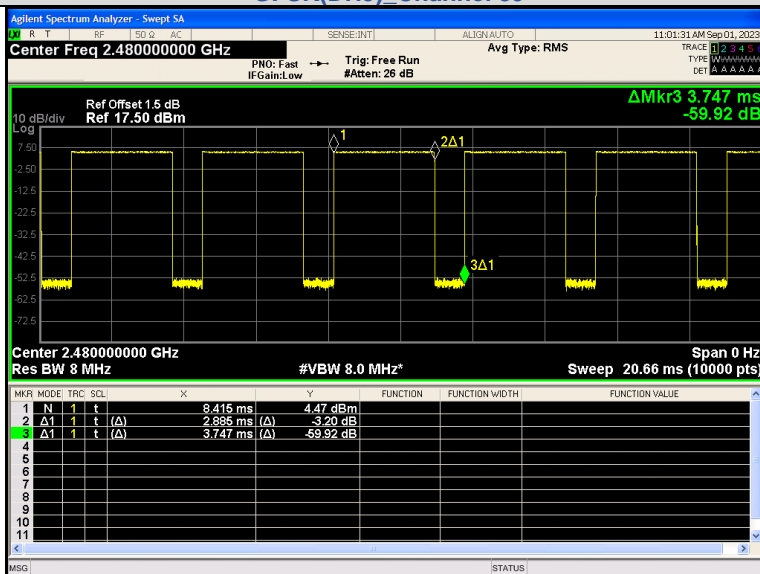 Agilent Spectrum Analyzer - Swept SA
LXI R T RF 50 Ω AC SENSE:INT ALIGN AUTO 11:01:31 AM Sep 01, 2023
Center Freq 2.480000000 GHz Avg Type: RMS TRACE 1 2 3 4 5
PNO: Fast Trig: Free Run TYPE W
IFGain:Low #Atten: 26 dB DET A A A A A
ΔMkr3 3.747 ms
-59.92 dB
Ref Offset 1.5 dB
10 dB/div Ref 17.50 dBm
Log
1
2Δ1
7.50
-2.50
-12.5
-22.5
-32.5
-42.5
3Δ1
-52.5
-62.5
-72.5
Center 2.480000000 GHz Span 0 Hz
Res BW 8 MHz #VBW 8.0 MHz* Sweep 20.66 ms (10000 pts)
MKR MODE TRC SCL X Y FUNCTION FUNCTION WIDTH FUNCTION VALUE
1 N 1 t 8.415 ms 4.47 dBm
2 Δ1 1 t (Δ) 2.885 ms (Δ) -3.20 dB
3 Δ1 1 t (Δ) 3.747 ms (Δ) -59.92 dB
4
5
6
7
8
9
10
11
MSG STATUS